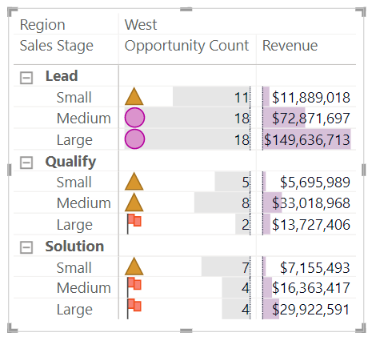 Region West
Sales Stage Opportunity Count Revenue
Lead
Small 11 $11,889,018
Medium 18 $72,871,697
Large 18 $149,636,713
Qualify
Small 5 $5,695,989
Medium 8 $33,018,968
Large 2 $13,727,406
Solution
Small 7 $7,155,493
Medium 4 $16,363,417
Large 4 $29,922,591